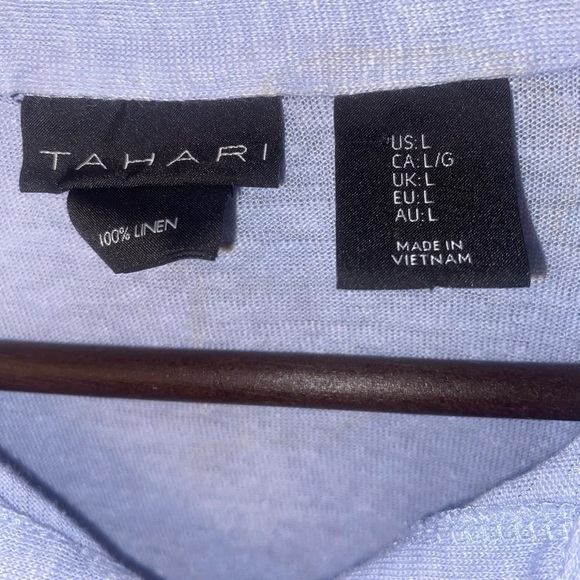 TAHARI
100% LINEN
US: L
CA: L/G
UK: L
EU: L
AU: L
MADE IN
VIETNAM